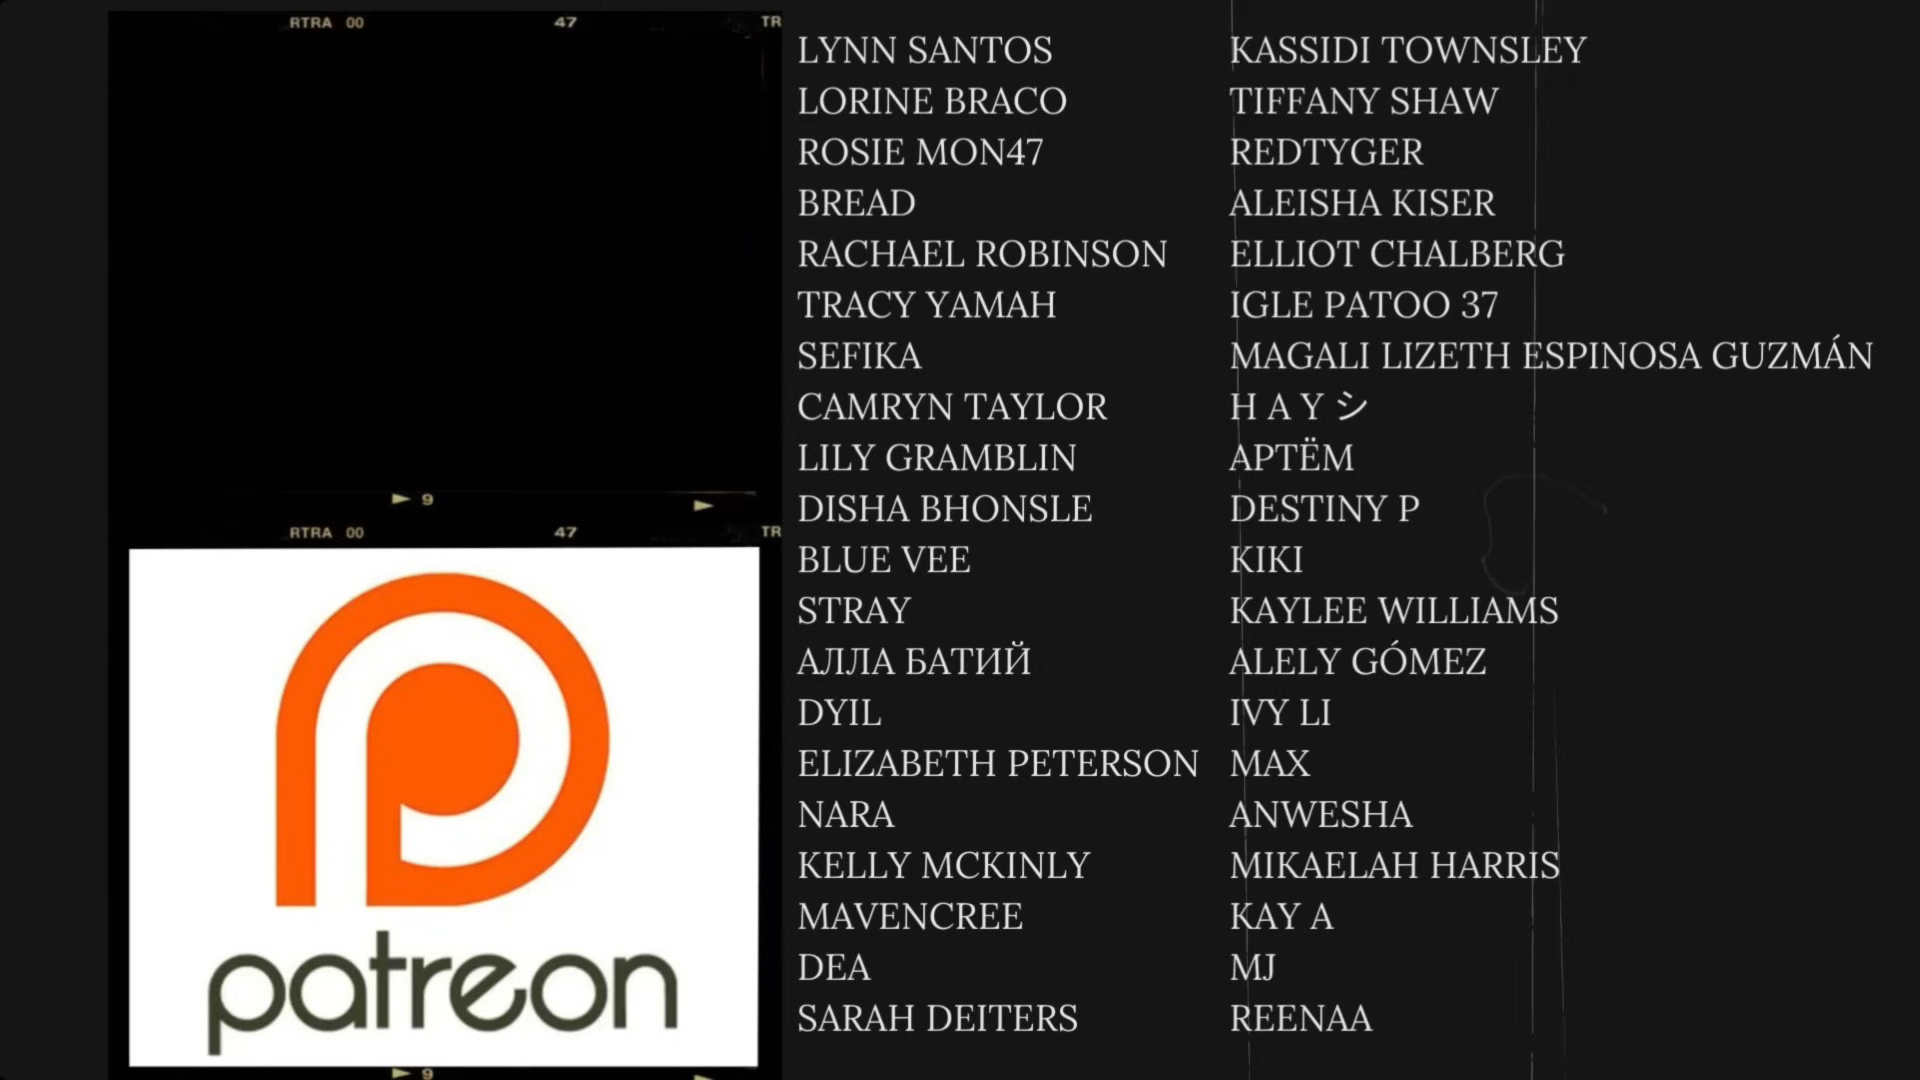 RTRA 00 47 TR
9
RTRA 00 47 TR
patreon
9
LYNN SANTOS
LORINE BRACO
ROSIE MON47
BREAD
RACHAEL ROBINSON
TRACY YAMAH
SEFIKA
CAMRYN TAYLOR
LILY GRAMBLIN
DISHA BHONSLE
BLUE VEE
STRAY
АЛЛА БАТИЙ
DYIL
ELIZABETH PETERSON
NARA
KELLY MCKINLY
MAVENCREE
DEA
SARAH DEITERS
KASSIDI TOWNSLEY
TIFFANY SHAW
REDTYGER
ALEISHA KISER
ELLIOT CHALBERG
IGLE PATOO 37
MAGALI LIZETH ESPINOSA GUZMÁN
H A Y シ
АРТЁМ
DESTINY P
KIKI
KAYLEE WILLIAMS
ALELY GÓMEZ
IVY LI
MAX
ANWESHA
MIKAELAH HARRIS
KAY A
MJ
REENAA